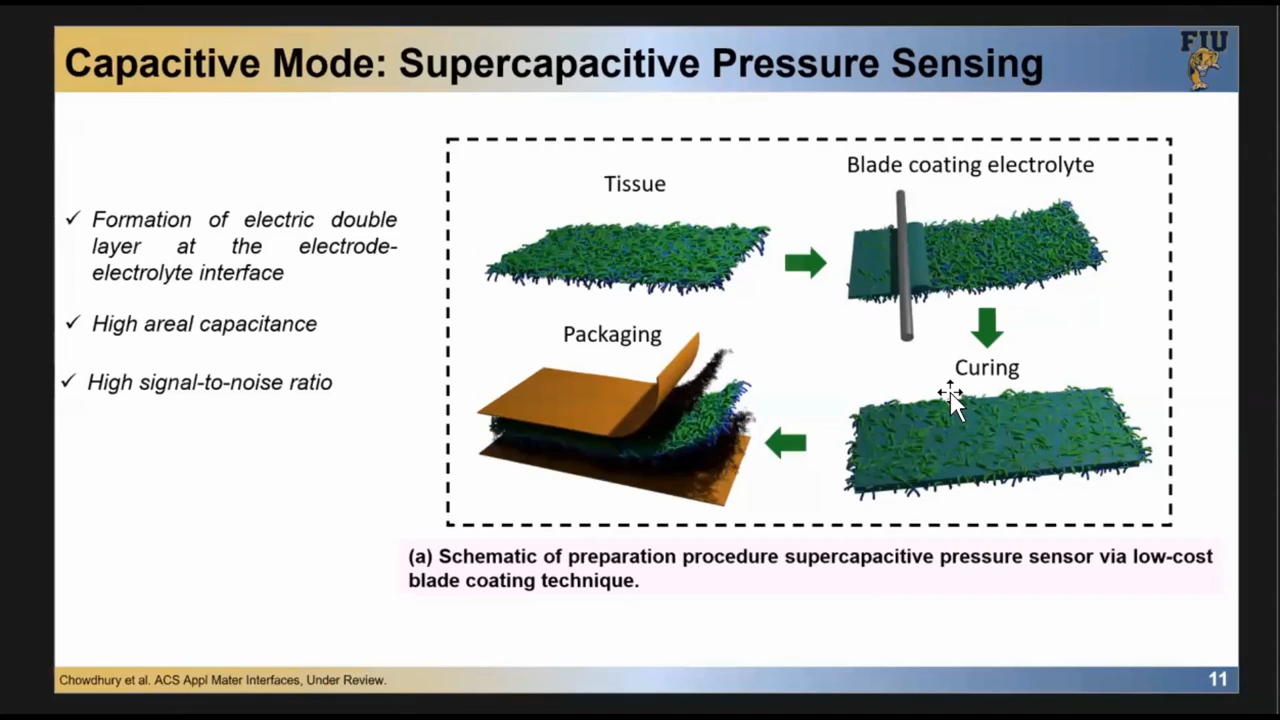 Capacitive Mode: Supercapacitive Pressure Sensing
FIU
✓ Formation of electric double
layer at the electrode-
electrolyte interface
✓ High areal capacitance
✓ High signal-to-noise ratio
Tissue
Blade coating electrolyte
Packaging
Curing
(a) Schematic of preparation procedure supercapacitive pressure sensor via low-cost
blade coating technique.
Chowdhury et al. ACS Appl Mater Interfaces, Under Review.
11